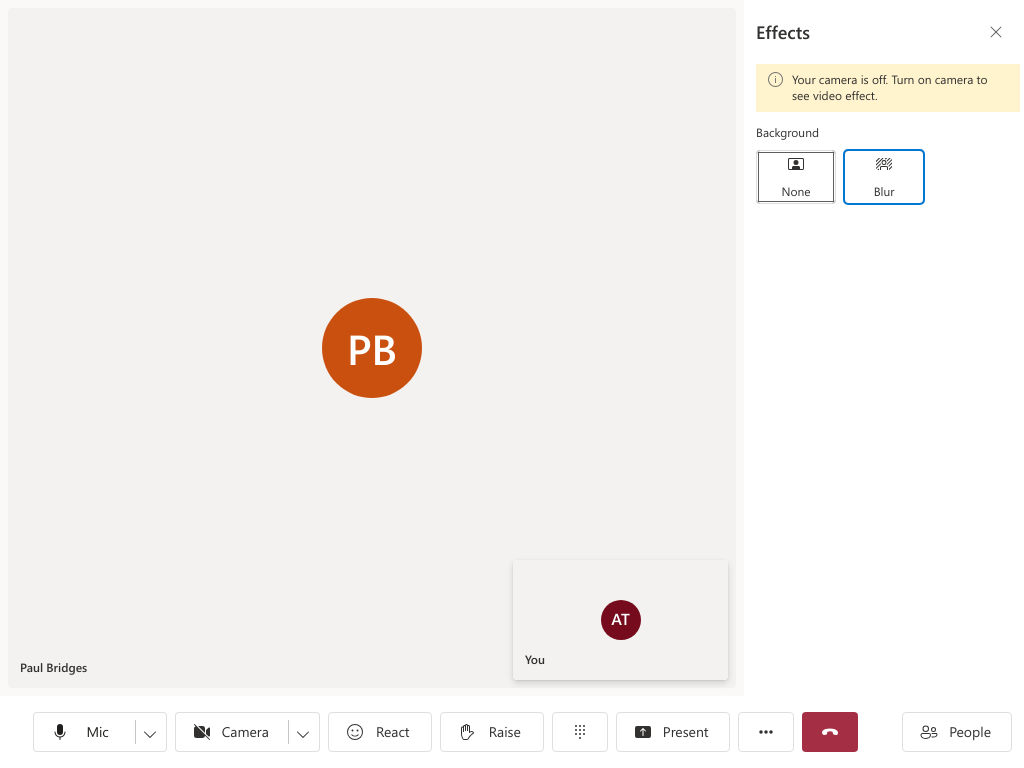 Effects
Your camera is off. Turn on camera to
see video effect.
Background
None
Blur
PB
AT
You
Paul Bridges
Mic
Camera
React
Raise
Present
People